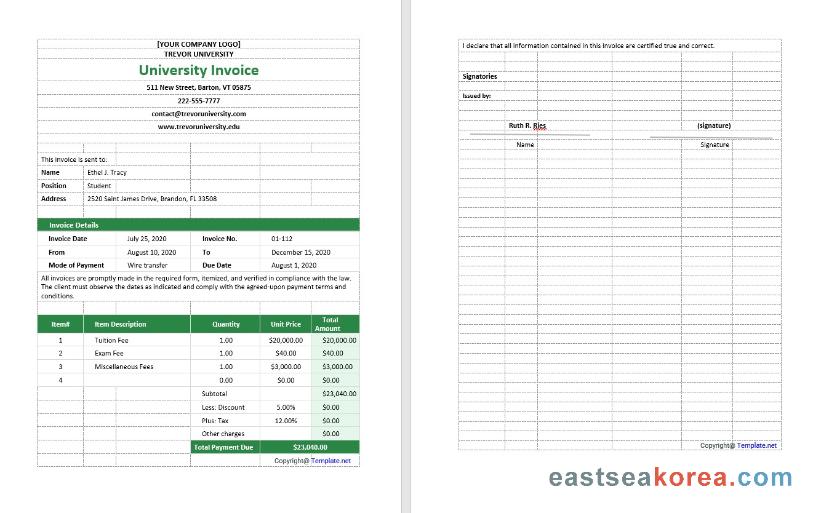 [YOUR COMPANY LOGO]
TREVOR UNIVERSITY
University Invoice
511 New Street, Barton, VT 05875
222-555-7777
contact@trevoruniversity.com
www.trevoruniversity.edu
This Invoice is sent to:
Name Ethel J. Tracy
Position Student
Address 2520 Saint James Drive, Brandon, FL 33508
Invoice Details
Invoice Date July 25, 2020 Invoice No. 01-112
From August 10, 2020 To December 15, 2020
Mode of Payment Wire transfer Due Date August 1, 2020
All invoices are promptly made in the required form, itemized, and verified in compliance with the law.
The client must observe the dates as indicated and comply with the agreed-upon payment terms and
conditions.
Item# Item Description Quantity Unit Price Total Amount
1 Tuition Fee 1.00 $20,000.00 $20,000.00
2 Exam Fee 1.00 $40.00 $40.00
3 Miscellaneous Fees 1.00 $3,000.00 $3,000.00
4 0.00 $0.00 $0.00
Subtotal $23,040.00
Less: Discount 5.00% $0.00
Plus: Tax 12.00% $0.00
Other charges $0.00
Total Payment Due $23,040.00
Copyright@ Template.net
I declare that all information contained in this invoice are certified true and correct.
Signatories
Issued by:
Ruth R. Ries (signature)
Name Signature
Copyright@ Template.net
eastseakorea.com